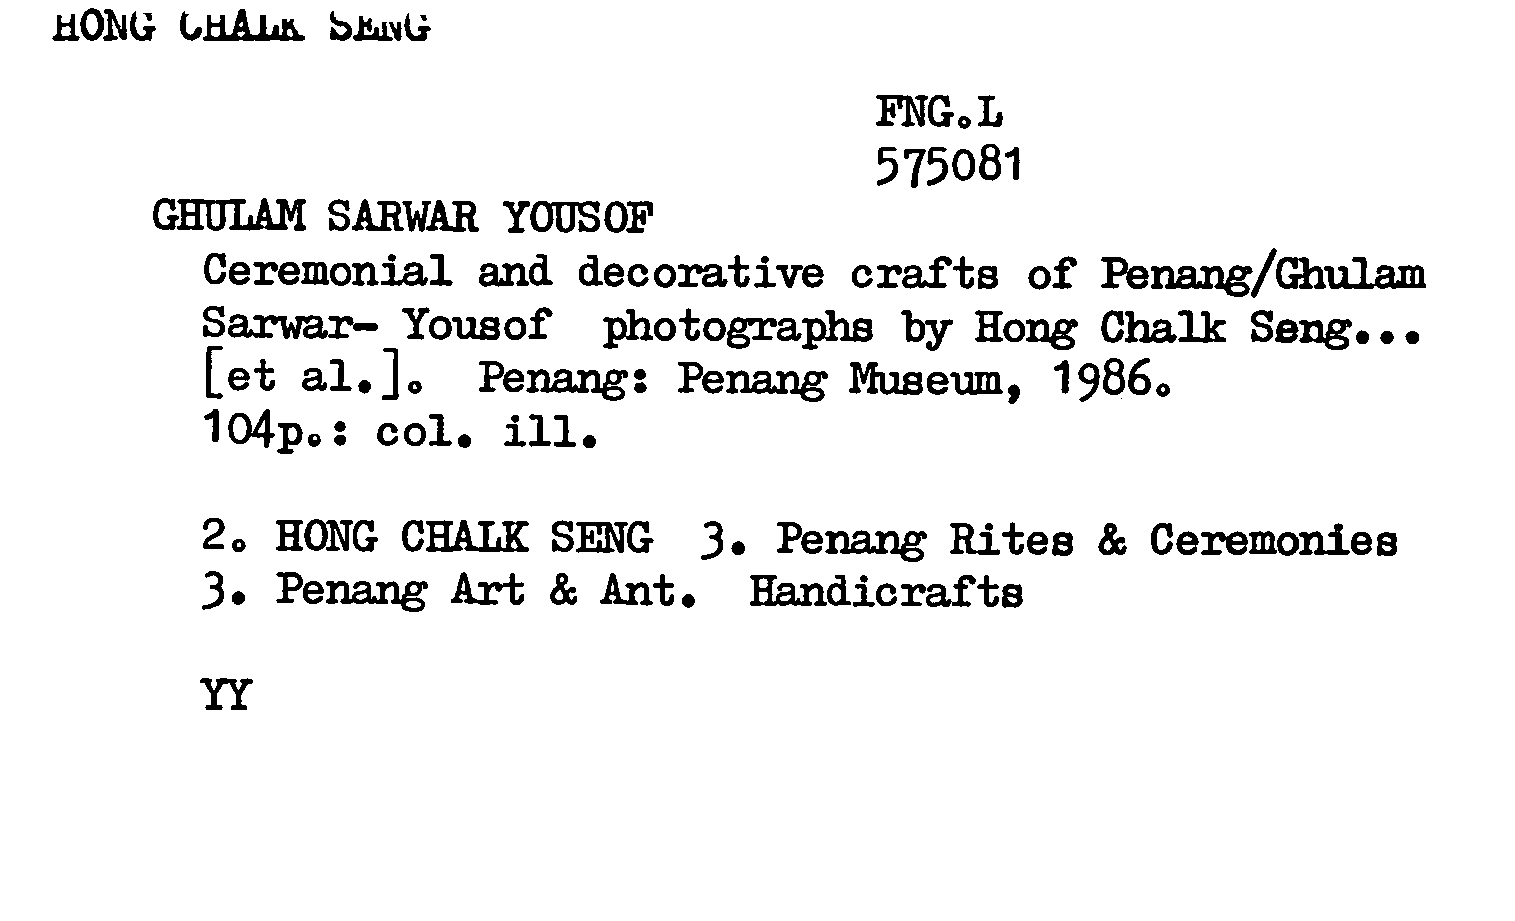 HONG CHALK SENG
FNG.L
575081
GHULAM SARWAR YOUSOF
Ceremonial and decorative crafts of Penang/Ghulam
Sarwar- Yousof photographs by Hong Chalk Seng...
[et al.]. Penang: Penang Museum, 1986.
104p.: col. ill.
2. HONG CHALK SENG 3. Penang Rites & Ceremonies
3. Penang Art & Ant. Handicrafts
YY